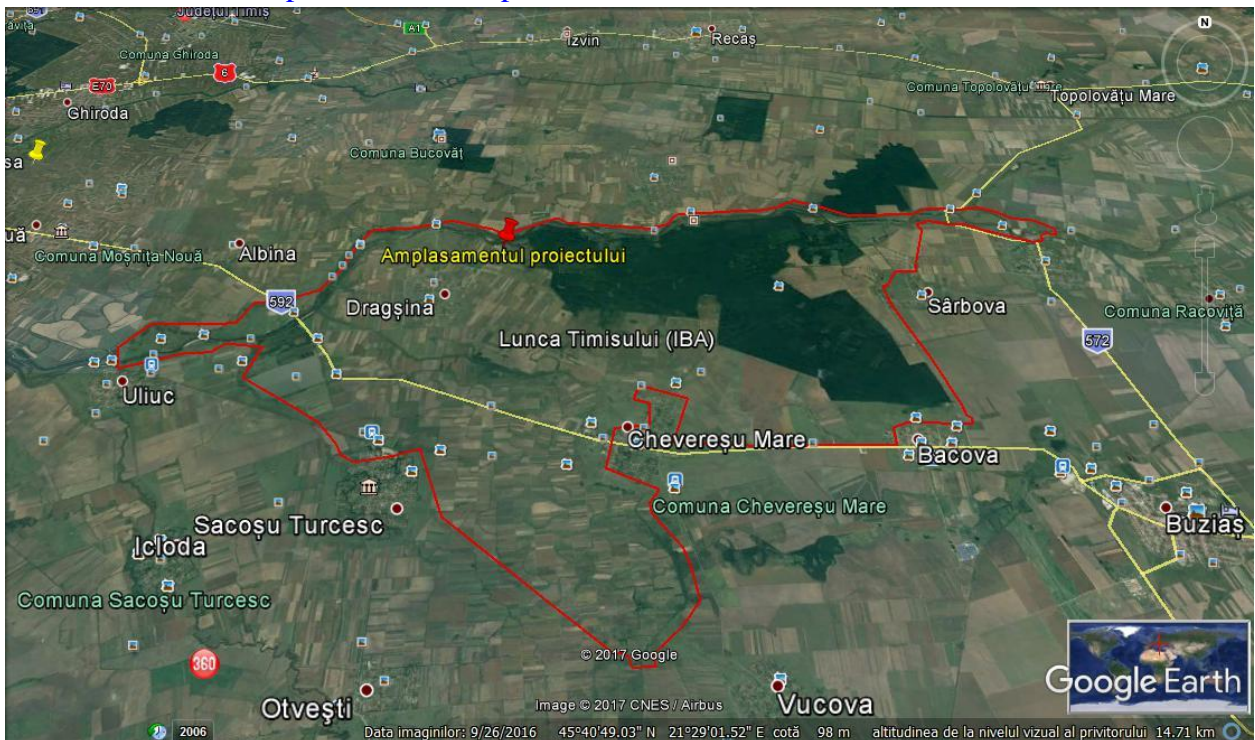 Județul Timiș
A1
Izvin
Recaș
Comuna Ghiroda
6
E70
Ghiroda
Comuna Topolovățu Mare
Topolovățu Mare
N
Comuna Bucovăț
Albina
Comuna Moșnița Nouă
Amplasamentul proiectului
592
Dragșina
Sârbova
Comuna Racoviță
Lunca Timisului (IBA)
572
Uliuc
Chevereșu Mare
Bacova
Comuna Chevereșu Mare
Sacoșu Turcesc
Buziaș
Icloda
Comuna Sacoșu Turcesc
© 2017 Google
360
Google Earth
Otvești
Image © 2017 CNES / Airbus
Vucova
2006
Data imaginilor: 9/26/2016 45°40'49.03" N 21°29'01.52" E cotă 98 m altitudinea de la nivelul vizual al privitorului 14.71 km